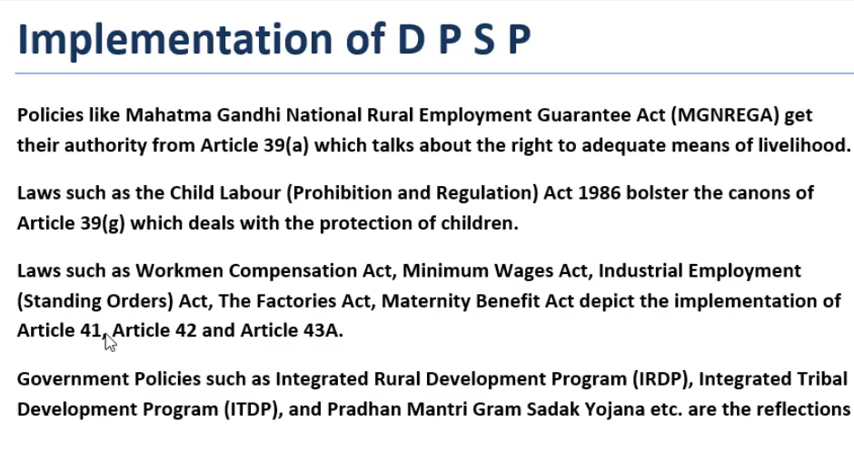 Implementation of D P S P
Policies like Mahatma Gandhi National Rural Employment Guarantee Act (MGNREGA) get
their authority from Article 39(a) which talks about the right to adequate means of livelihood.
Laws such as the Child Labour (Prohibition and Regulation) Act 1986 bolster the canons of
Article 39(g) which deals with the protection of children.
Laws such as Workmen Compensation Act, Minimum Wages Act, Industrial Employment
(Standing Orders) Act, The Factories Act, Maternity Benefit Act depict the implementation of
Article 41, Article 42 and Article 43A.
Government Policies such as Integrated Rural Development Program (IRDP), Integrated Tribal
Development Program (ITDP), and Pradhan Mantri Gram Sadak Yojana etc. are the reflections